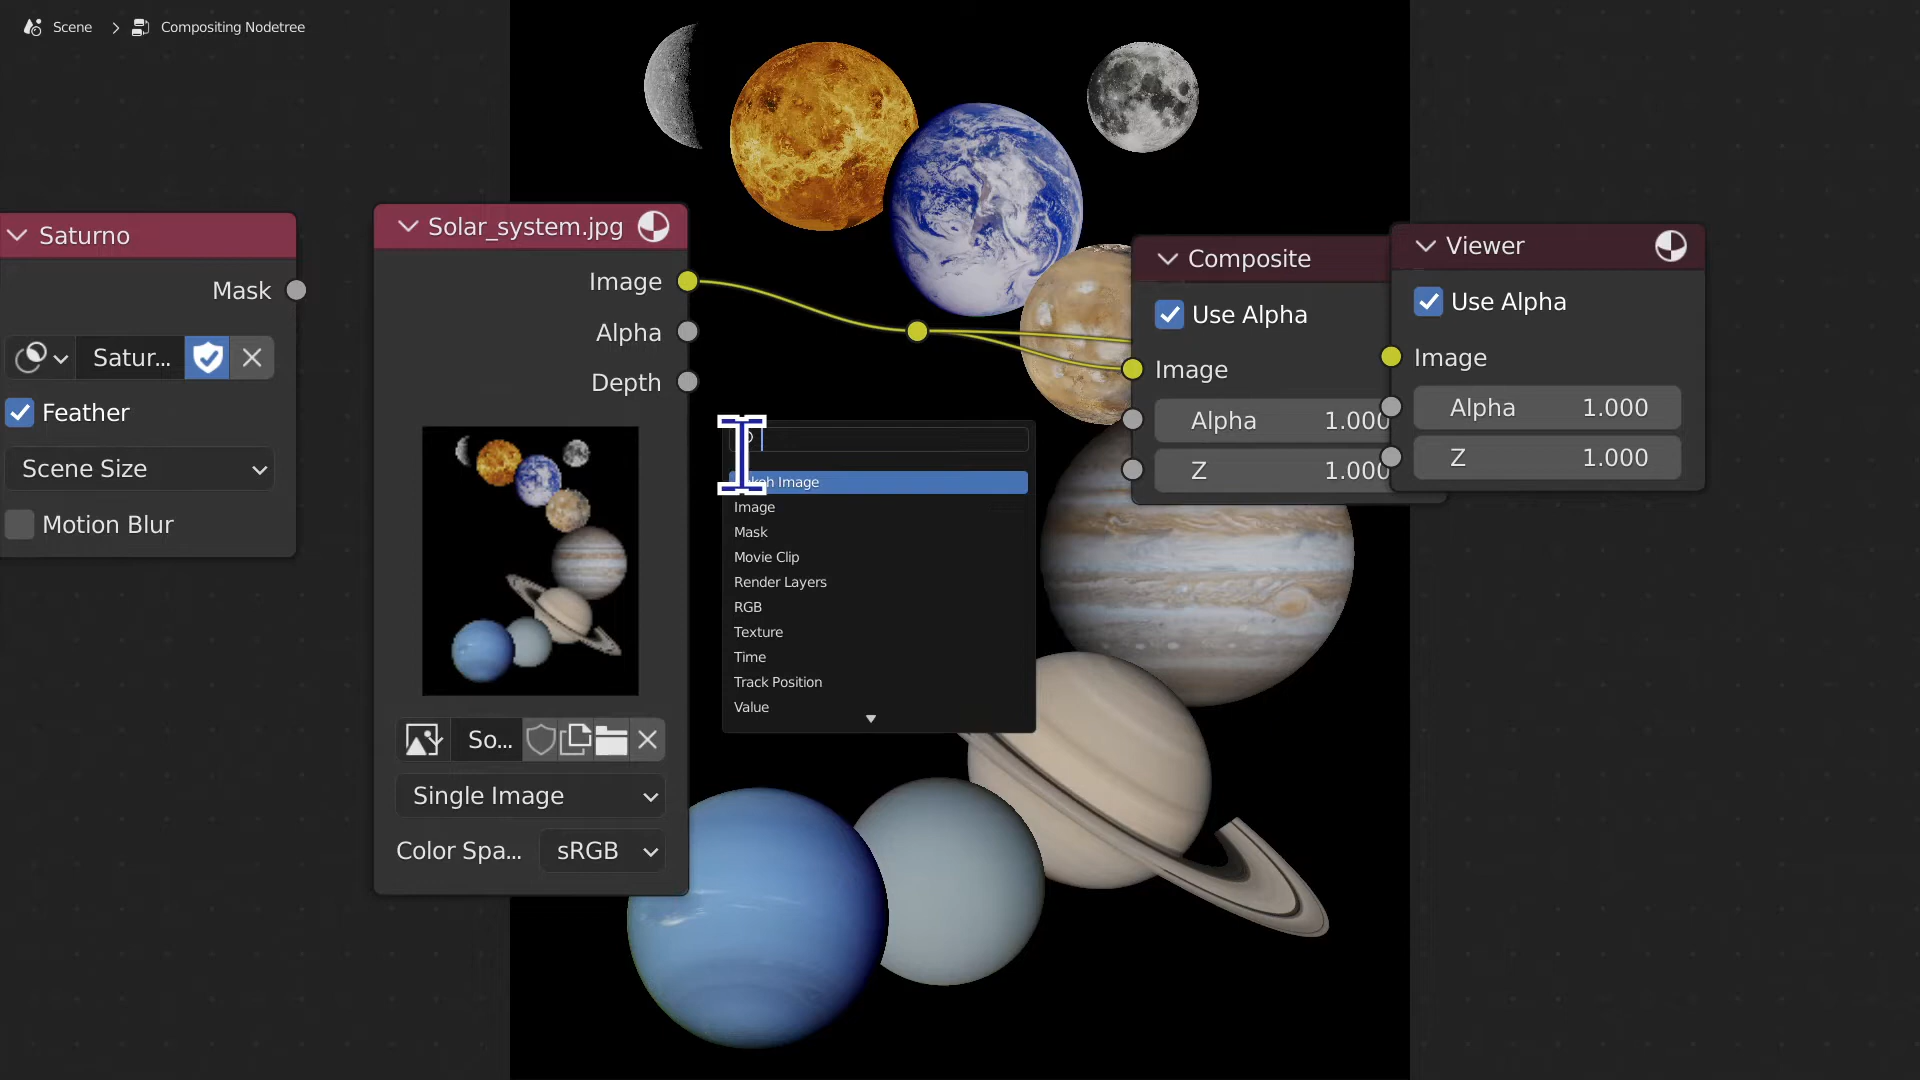 Scene
Compositing Nodetree
Saturno
Mask
Satur...
Feather
Scene Size
Motion Blur
Solar_system.jpg
Image
Alpha
Depth
So...
Single Image
Color Spa...
sRGB
Image
Image
Mask
Movie Clip
Render Layers
RGB
Texture
Time
Track Position
Value
Composite
Use Alpha
Image
Alpha 1.000
Z 1.000
Viewer
Use Alpha
Image
Alpha 1.000
Z 1.000